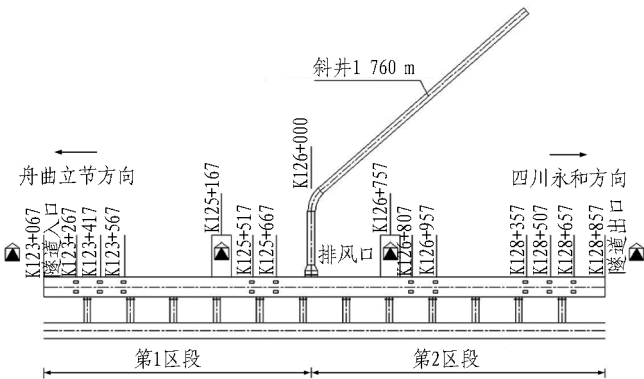 斜井1 760 m
K126+000
舟曲立节方向
四川永和方向
K123+067
隧道入口
K123+267
K123+417
K123+567
K125+167
K125+517
K125+667
排风口
K126+757
K126+807
K126+957
K128+357
K128+507
K128+657
K128+857
隧道出口
第1区段
第2区段